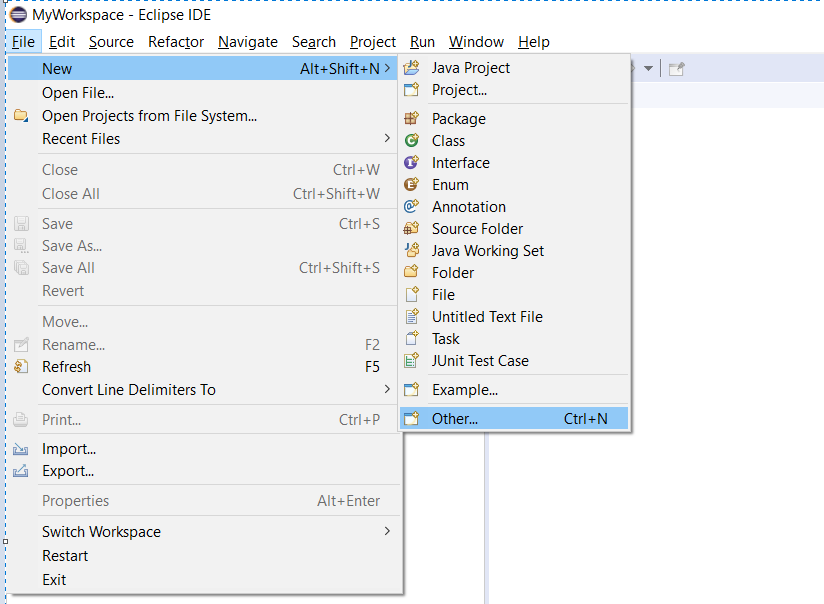 MyWorkspace - Eclipse IDE
File Edit Source Refactor Navigate Search Project Run Window Help
New Alt+Shift+N >
Open File...
Open Projects from File System...
Recent Files >
Close Ctrl+W
Close All Ctrl+Shift+W
Save Ctrl+S
Save As...
Save All Ctrl+Shift+S
Revert
Move...
Rename... F2
Refresh F5
Convert Line Delimiters To >
Print... Ctrl+P
Import...
Export...
Properties Alt+Enter
Switch Workspace >
Restart
Exit
Java Project
Project...
Package
Class
Interface
Enum
Annotation
Source Folder
Java Working Set
Folder
File
Untitled Text File
Task
JUnit Test Case
Example...
Other... Ctrl+N